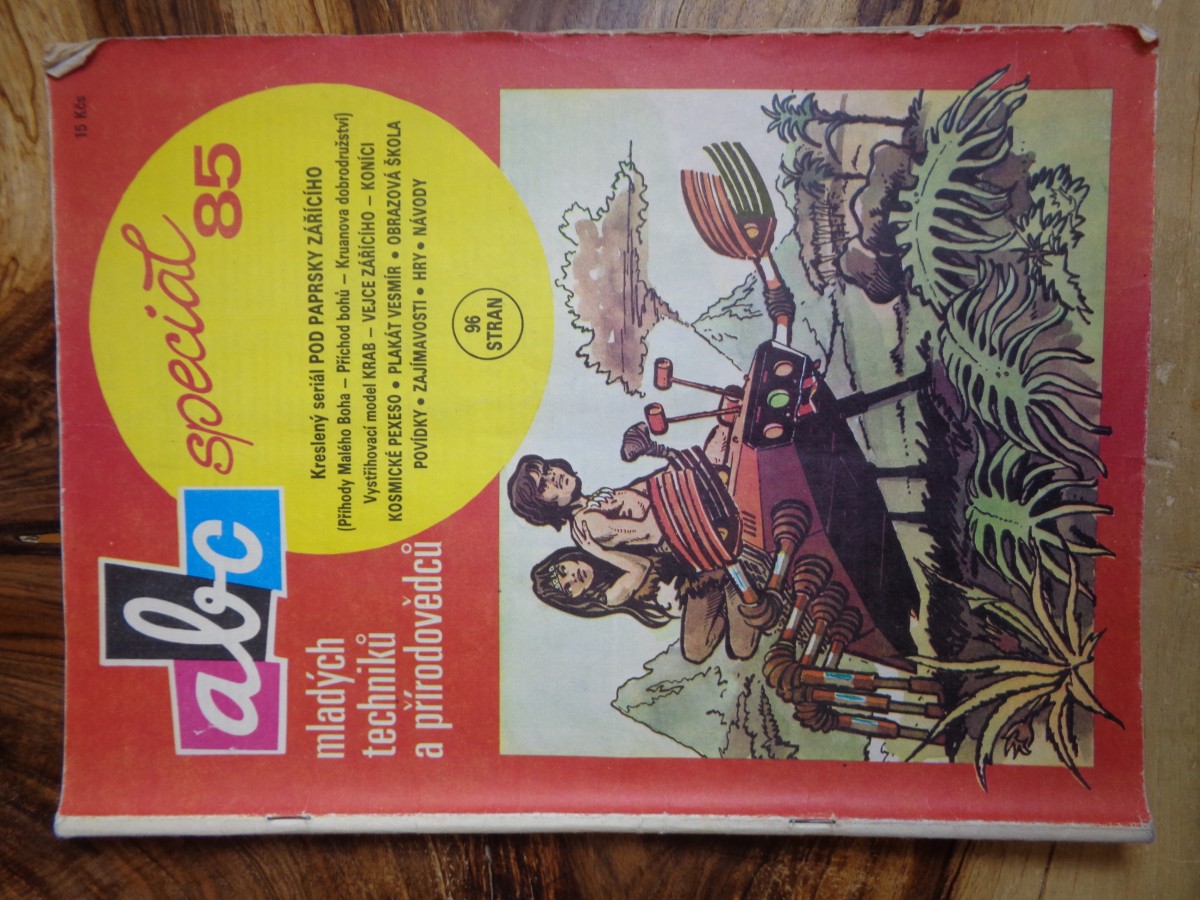 15 Kčs
abc
speciál
85
mladých
techniků
a přírodovědců
Kreslený seriál POD PAPRSKY ZÁŘÍCÍHO
(Příhody Malého Boha – Příchod bohů – Kruanova dobrodružství)
Vystřihovací model KRAB – VEJCE ZÁŘÍCÍHO – KONÍCI
KOSMICKÉ PEXESO • PLAKÁT VESMÍR • OBRAZOVÁ ŠKOLA
POVÍDKY • ZAJÍMAVOSTI • HRY • NÁVODY
96
STRAN